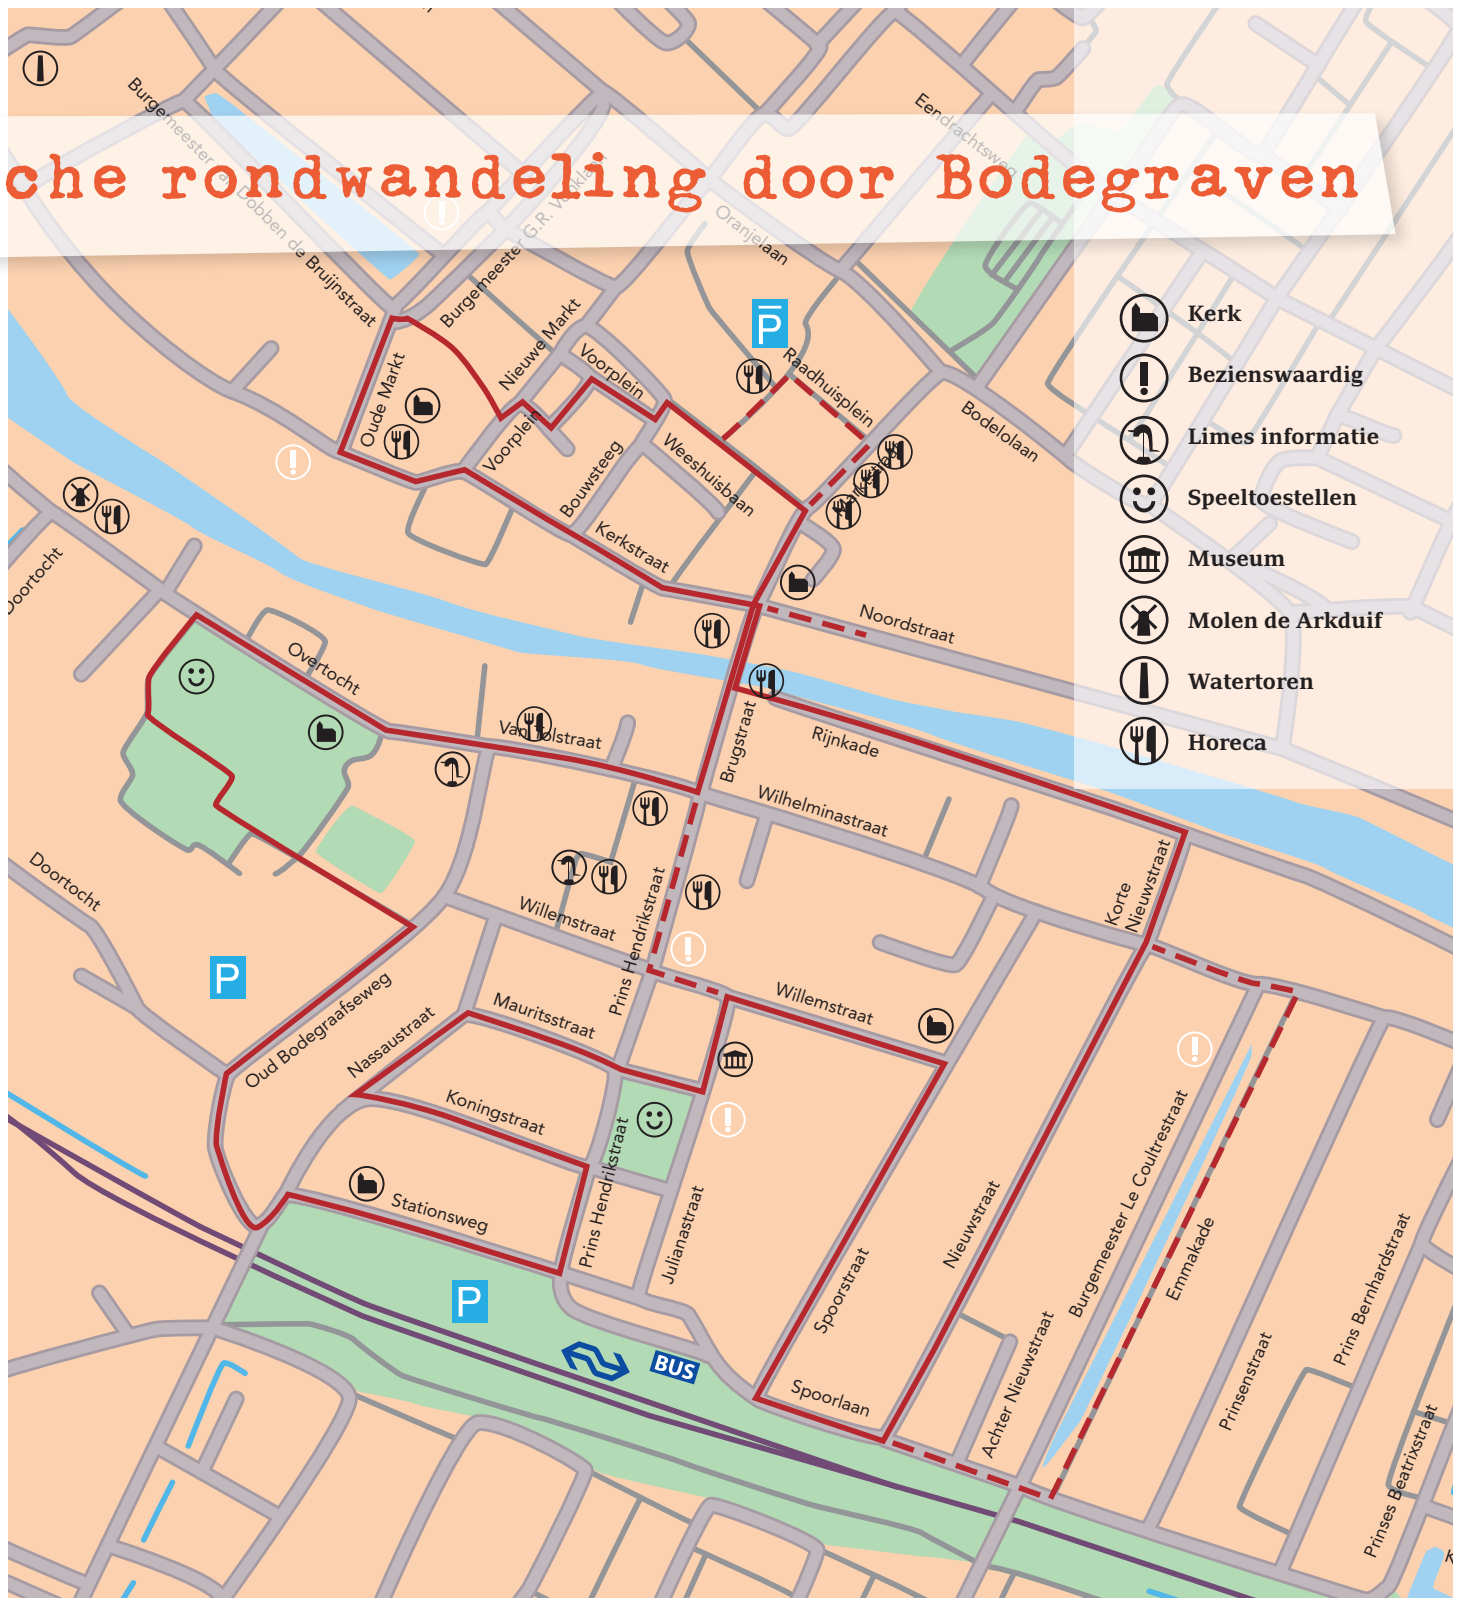 che rondwandeling door Bodegraven
Kerk
Bezienswaardig
Limes informatie
Speeltoestellen
Museum
Molen de Arkduif
Watertoren
Horeca
Burgemeester van Dobben de Bruijnstraat
Burgemeester G.R. Vonklaan
Eendrachtsweg
Oranjelaan
Nieuwe Markt
Voorplein
Oude Markt
Voorplein
P
Raadhuisplein
Bodelolaan
Bouwsteeg
Weeshuisbaan
Marktstraat
Kerkstraat
Noordstraat
Doortocht
Overtocht
Van Tolstraat
Brugstraat
Rijnkade
Wilhelminastraat
Korte
Nieuwstraat
Doortocht
Willemstraat
Prins Hendrikstraat
P
Oud Bodegraafseweg
Nassaustraat
Mauritsstraat
Willemstraat
Koningstraat
Stationsweg
Prins Hendrikstraat
Julianastraat
Spoorstraat
Nieuwstraat
Burgemeester Le Coultrestraat
Emmakade
Prins Bernhardstraat
P
BUS
Spoorlaan
Achter Nieuwstraat
Prinsenstraat
Prinses Beatrixstraat